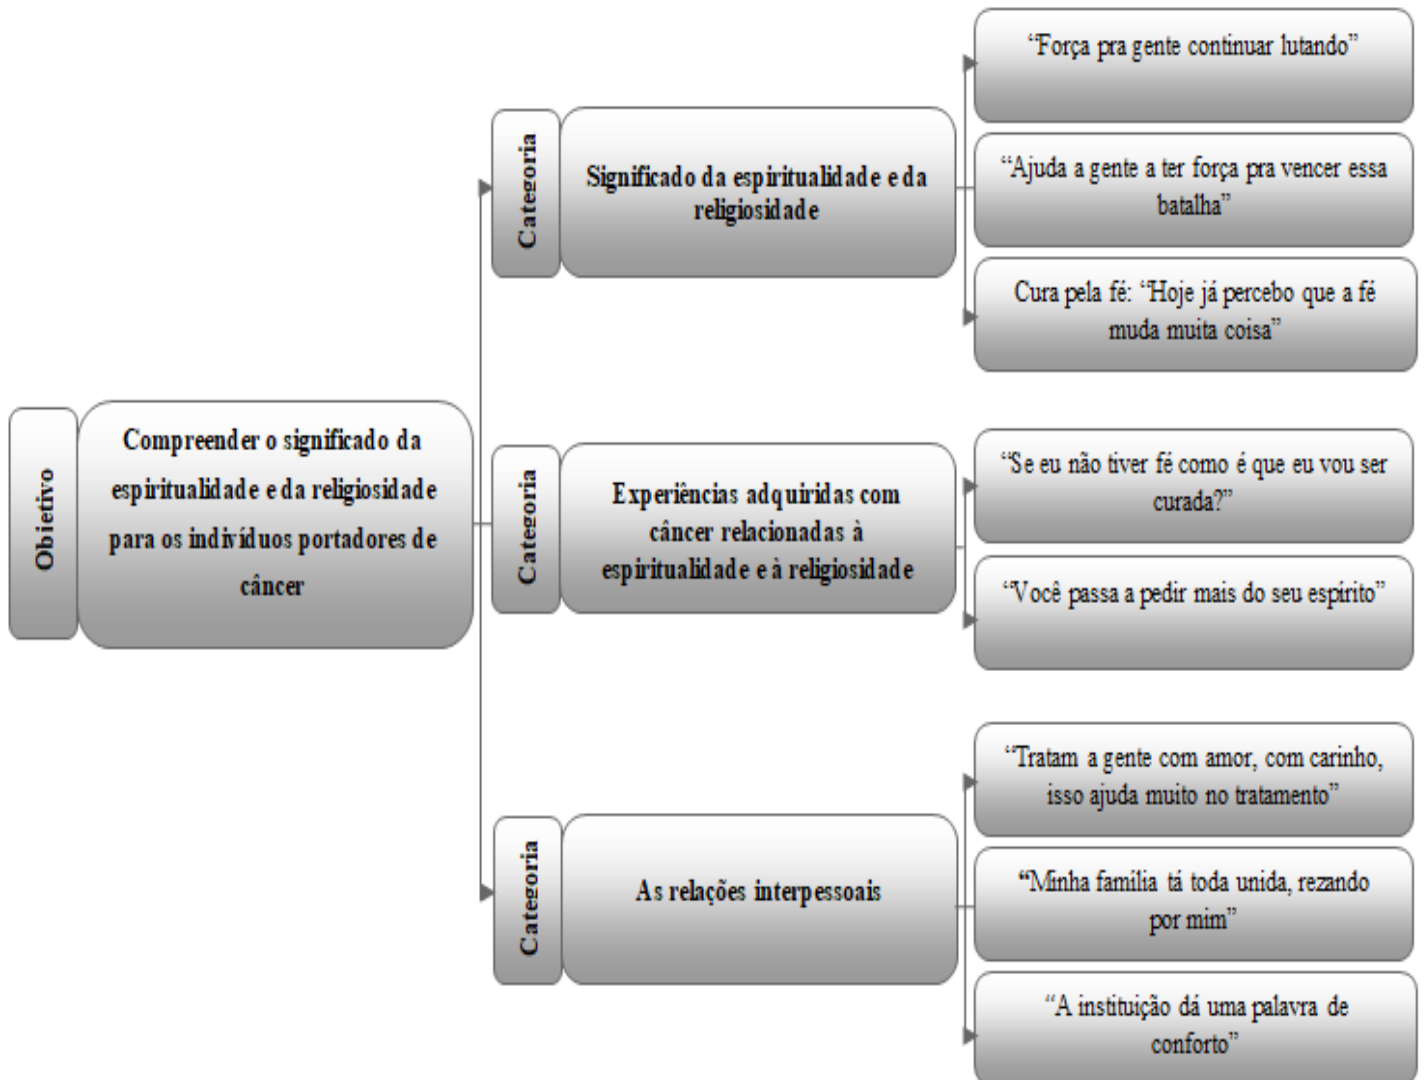 Objetivo
Compreender o significado da
espiritualidade e da religiosidade
para os indivíduos portadores de
câncer
Categoria
Significado da espiritualidade e da
religiosidade
“Força pra gente continuar lutando”
“Ajuda a gente a ter força pra vencer essa
batalha”
Cura pela fé: “Hoje já percebo que a fé
muda muita coisa”
Categoria
Experiências adquiridas com
câncer relacionadas à
espiritualidade e à religiosidade
“Se eu não tiver fé como é que eu vou ser
curada?”
“Você passa a pedir mais do seu espírito”
Categoria
As relações interpessoais
“Tratam a gente com amor, com carinho,
isso ajuda muito no tratamento”
“Minha família tá toda unida, rezando
por mim”
“A instituição dá uma palavra de
conforto”